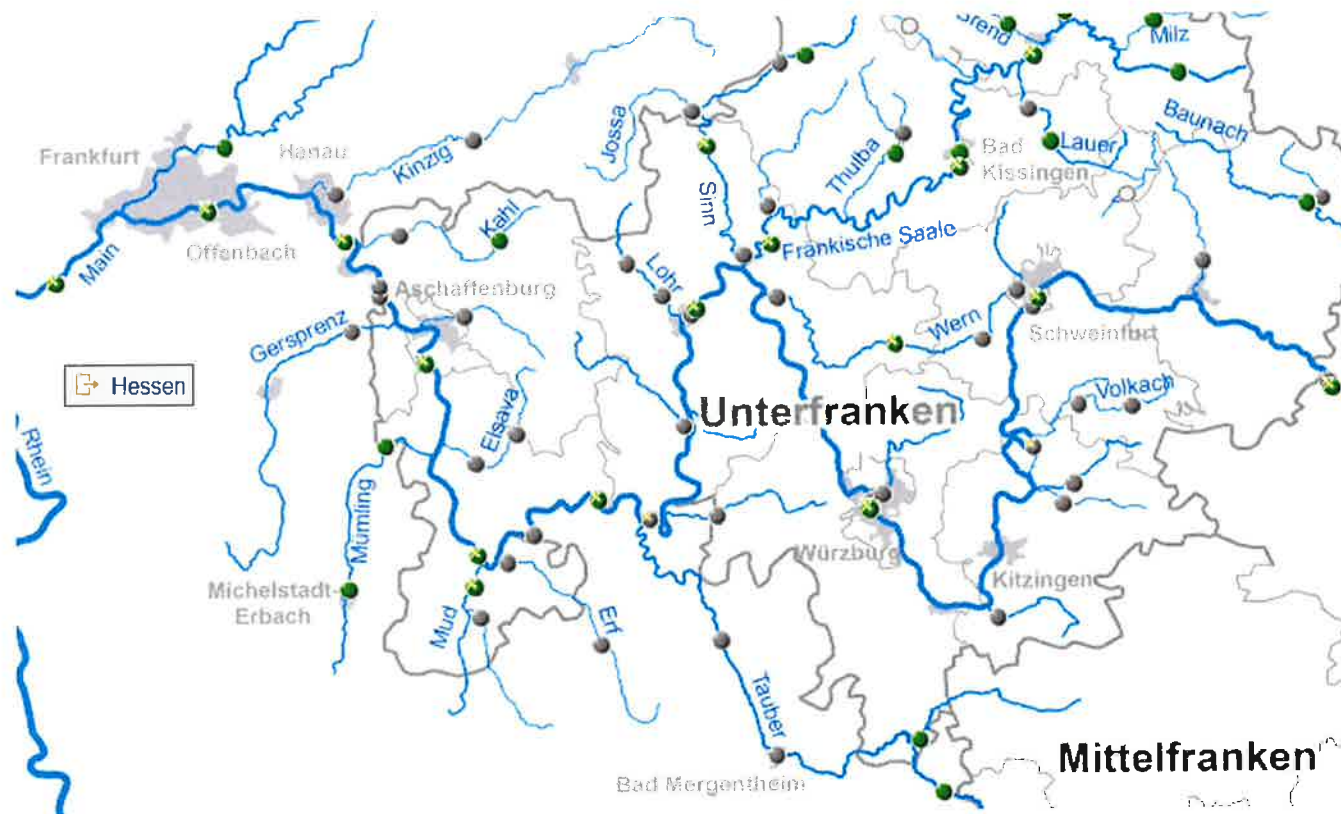 Brend
Milz
Jossa
Baunach
Frankfurt
Hanau
Kinzig
Thulba
Lauer
Bad
Kissingen
Sinn
Kahl
Offenbach
Main
Fränkische Saale
Lohr
Aschaffenburg
Gersprenz
Wern
Schweinfurt
Hessen
Volkach
Unterfranken
Elsava
Rhein
Mümling
Würzburg
Kitzingen
Michelstadt-
Erbach
Mud
Erf
Tauber
Mittelfranken
Bad Mergentheim